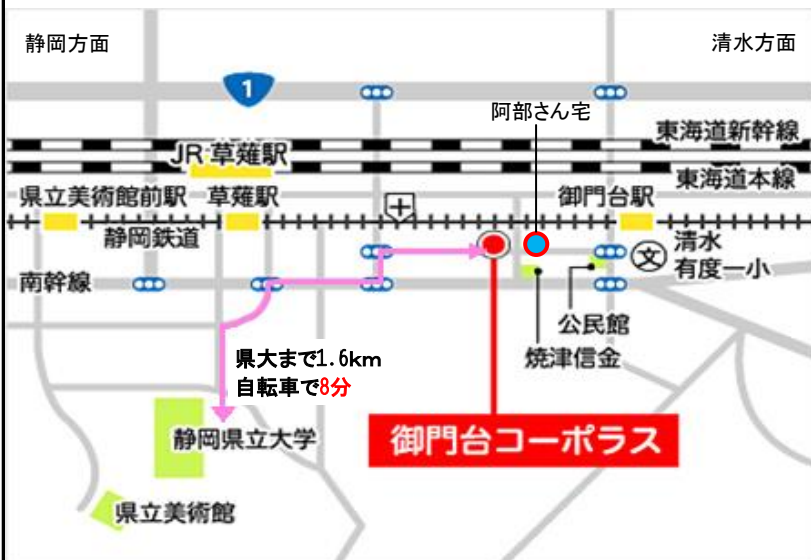 静岡方面
清水方面
1
阿部さん宅
東海道新幹線
JR 草薙駅
東海道本線
県立美術館前駅
草薙駅
御門台駅
静岡鉄道
文
清水
有度一小
南幹線
公民館
焼津信金
県大まで1.6km
自転車で8分
静岡県立大学
御門台コーポラス
県立美術館